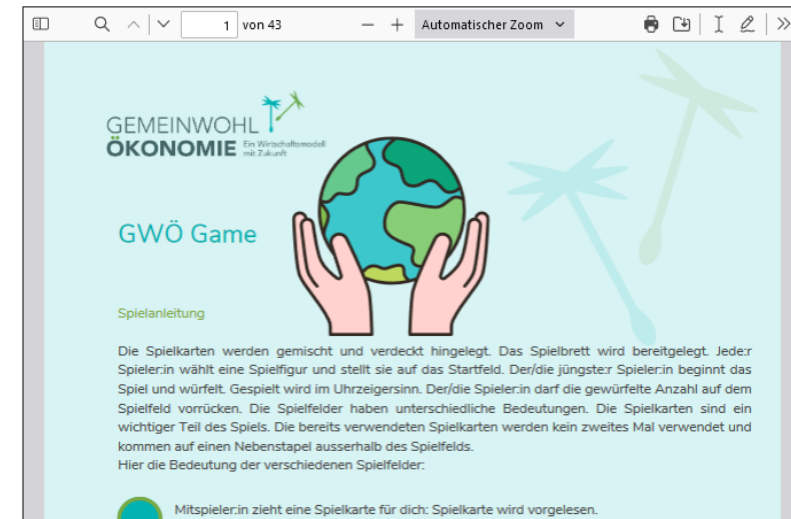 1 von 43
Automatischer Zoom
GEMEINWOHL
ÖKONOMIE
Ein Wirtschaftsmodell
mit Zukunft
GWÖ Game
Spielanleitung
Die Spielkarten werden gemischt und verdeckt hingelegt. Das Spielbrett wird bereitgelegt. Jede:r
Spieler:in wählt eine Spielfigur und stellt sie auf das Startfeld. Der/die jüngste:r Spieler:in beginnt das
Spiel und würfelt. Gespielt wird im Uhrzeigersinn. Der/die Spieler:in darf die gewürfelte Anzahl auf dem
Spielfeld vorrücken. Die Spielfelder haben unterschiedliche Bedeutungen. Die Spielkarten sind ein
wichtiger Teil des Spiels. Die bereits verwendeten Spielkarten werden kein zweites Mal verwendet und
kommen auf einen Nebenstapel ausserhalb des Spielfelds.
Hier die Bedeutung der verschiedenen Spielfelder:
Mitspieler:in zieht eine Spielkarte für dich: Spielkarte wird vorgelesen.